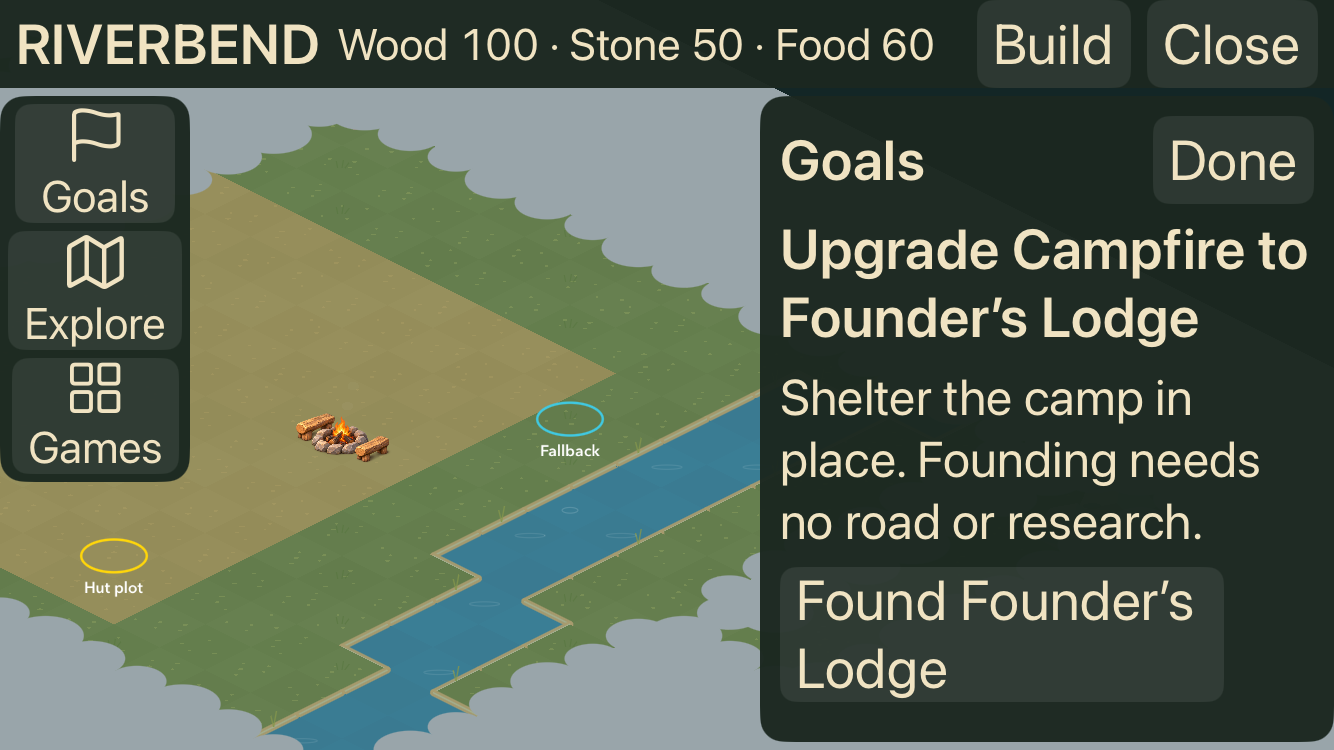 RIVERBEND Wood 100 · Stone 50 · Food 60 Build Close
Goals
Explore
Games
Fallback
Hut plot
Goals Done
Upgrade Campfire to
Founder’s Lodge
Shelter the camp in
place. Founding needs
no road or research.
Found Founder’s
Lodge